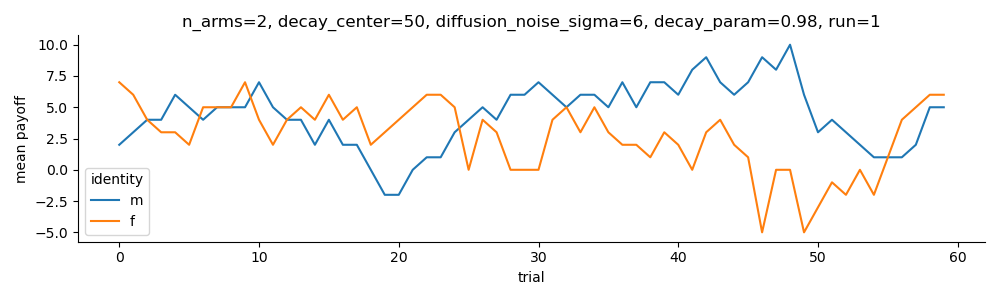 n_arms=2, decay_center=50, diffusion_noise_sigma=6, decay_param=0.98, run=1
mean payoff
10.0
7.5
5.0
2.5
0.0
−2.5
−5.0
identity
m
f
0 10 20 30 40 50 60
trial